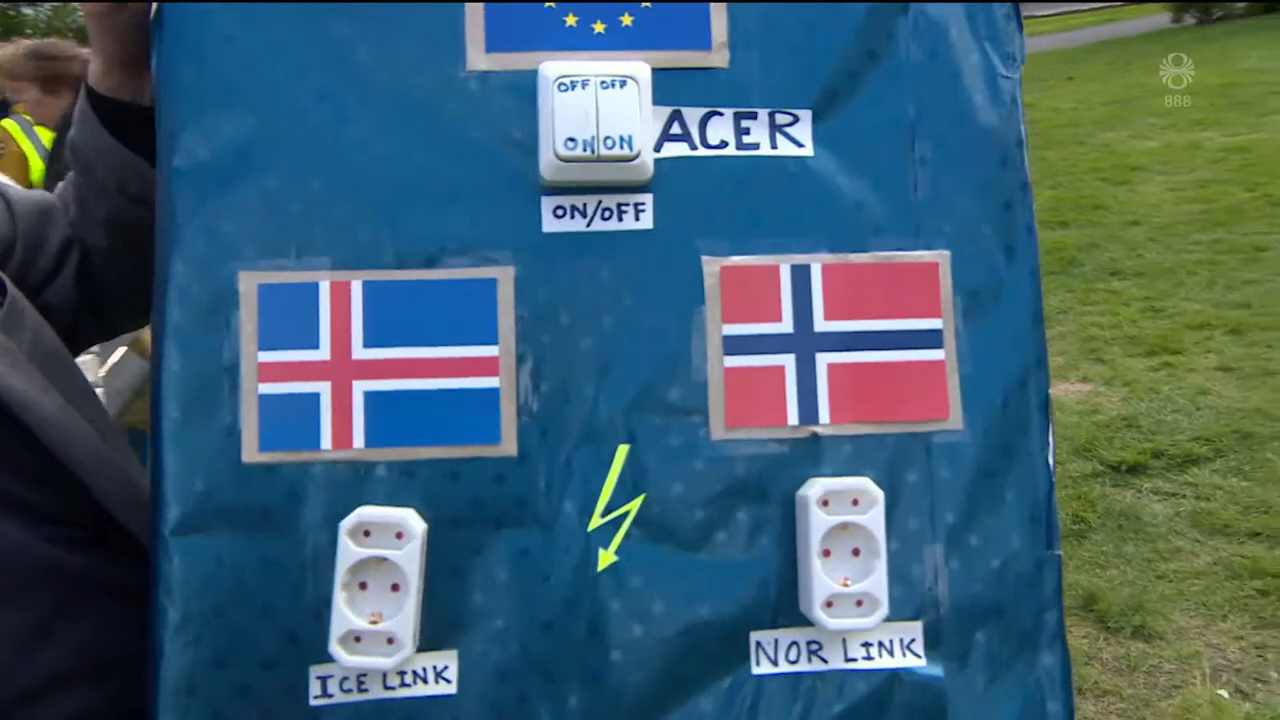 OFF OFF
ON ON
ACER
ON/OFF
888
ICE LINK
NOR LINK